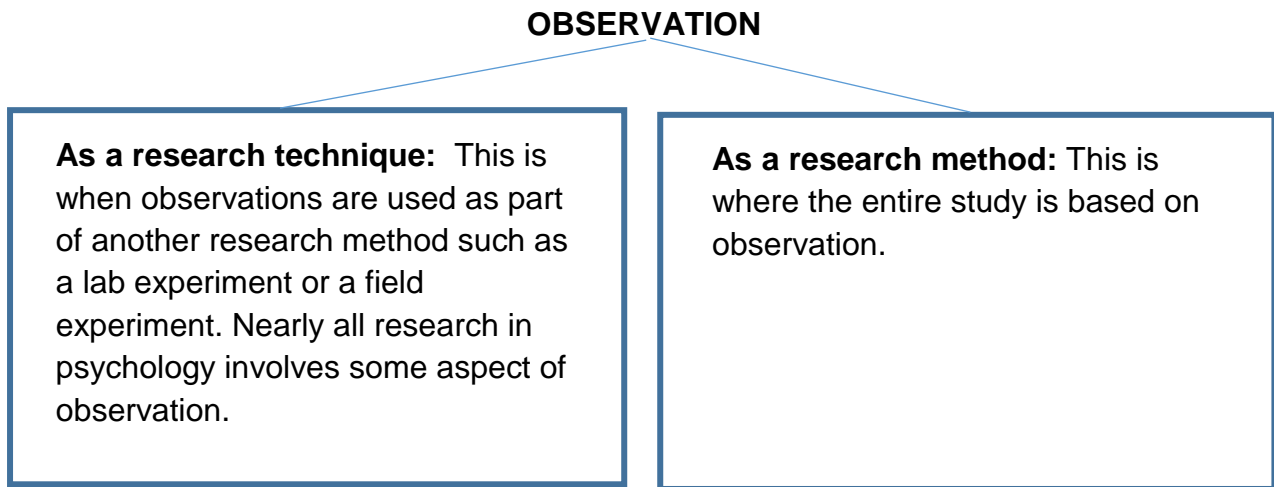 OBSERVATION
As a research technique:  This is
when observations are used as part
of another research method such as
a lab experiment or a field
experiment. Nearly all research in
psychology involves some aspect of
observation.
As a research method: This is
where the entire study is based on
observation.